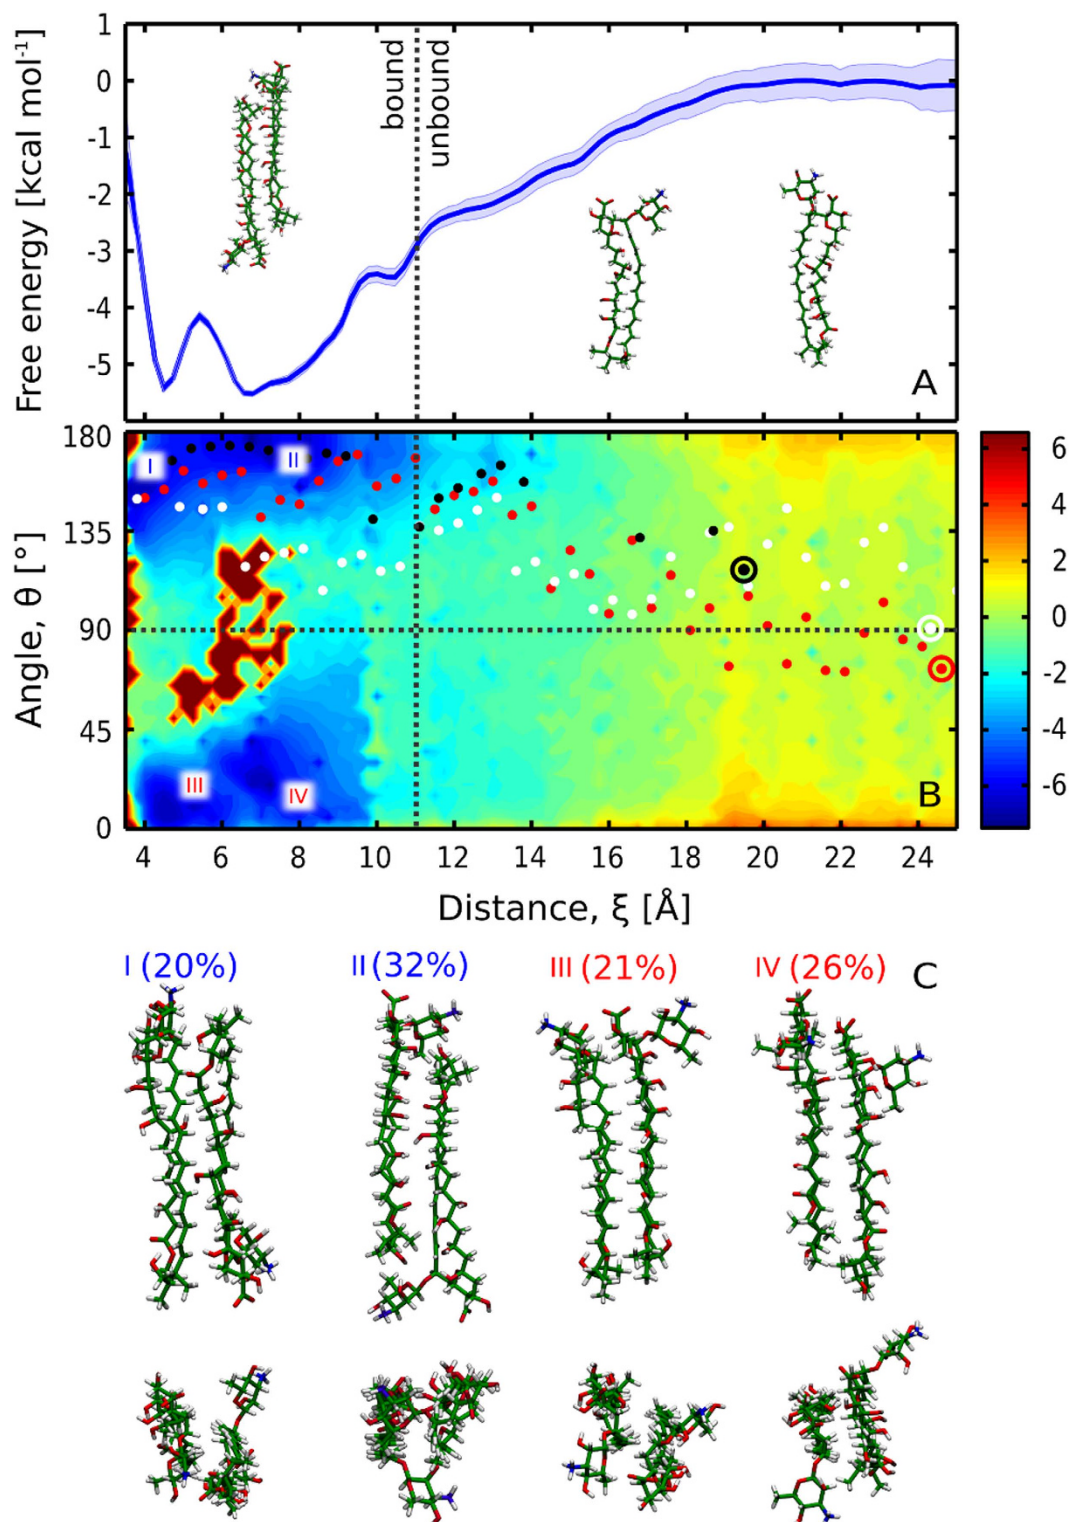 Free energy [kcal mol-1]
1
0
-1
-2
-3
-4
-5
bound
unbound
A
Angle, θ [°]
180
135
90
45
0
I
II
III
IV
B
6
4
2
0
-2
-4
-6
4 6 8 10 12 14 16 18 20 22 24
Distance, ξ [Å]
I (20%) II (32%) III (21%) IV (26%) C